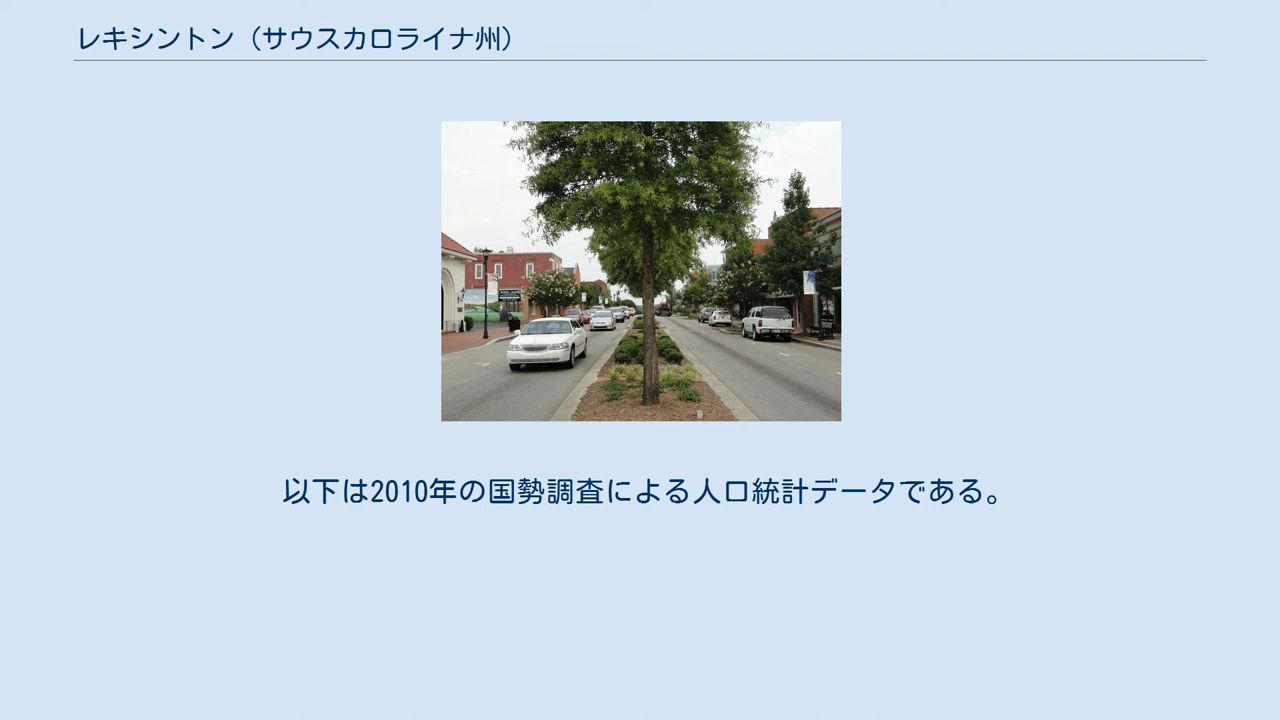 レキシントン（サウスカロライナ州）
以下は2010年の国勢調査による人口統計データである。